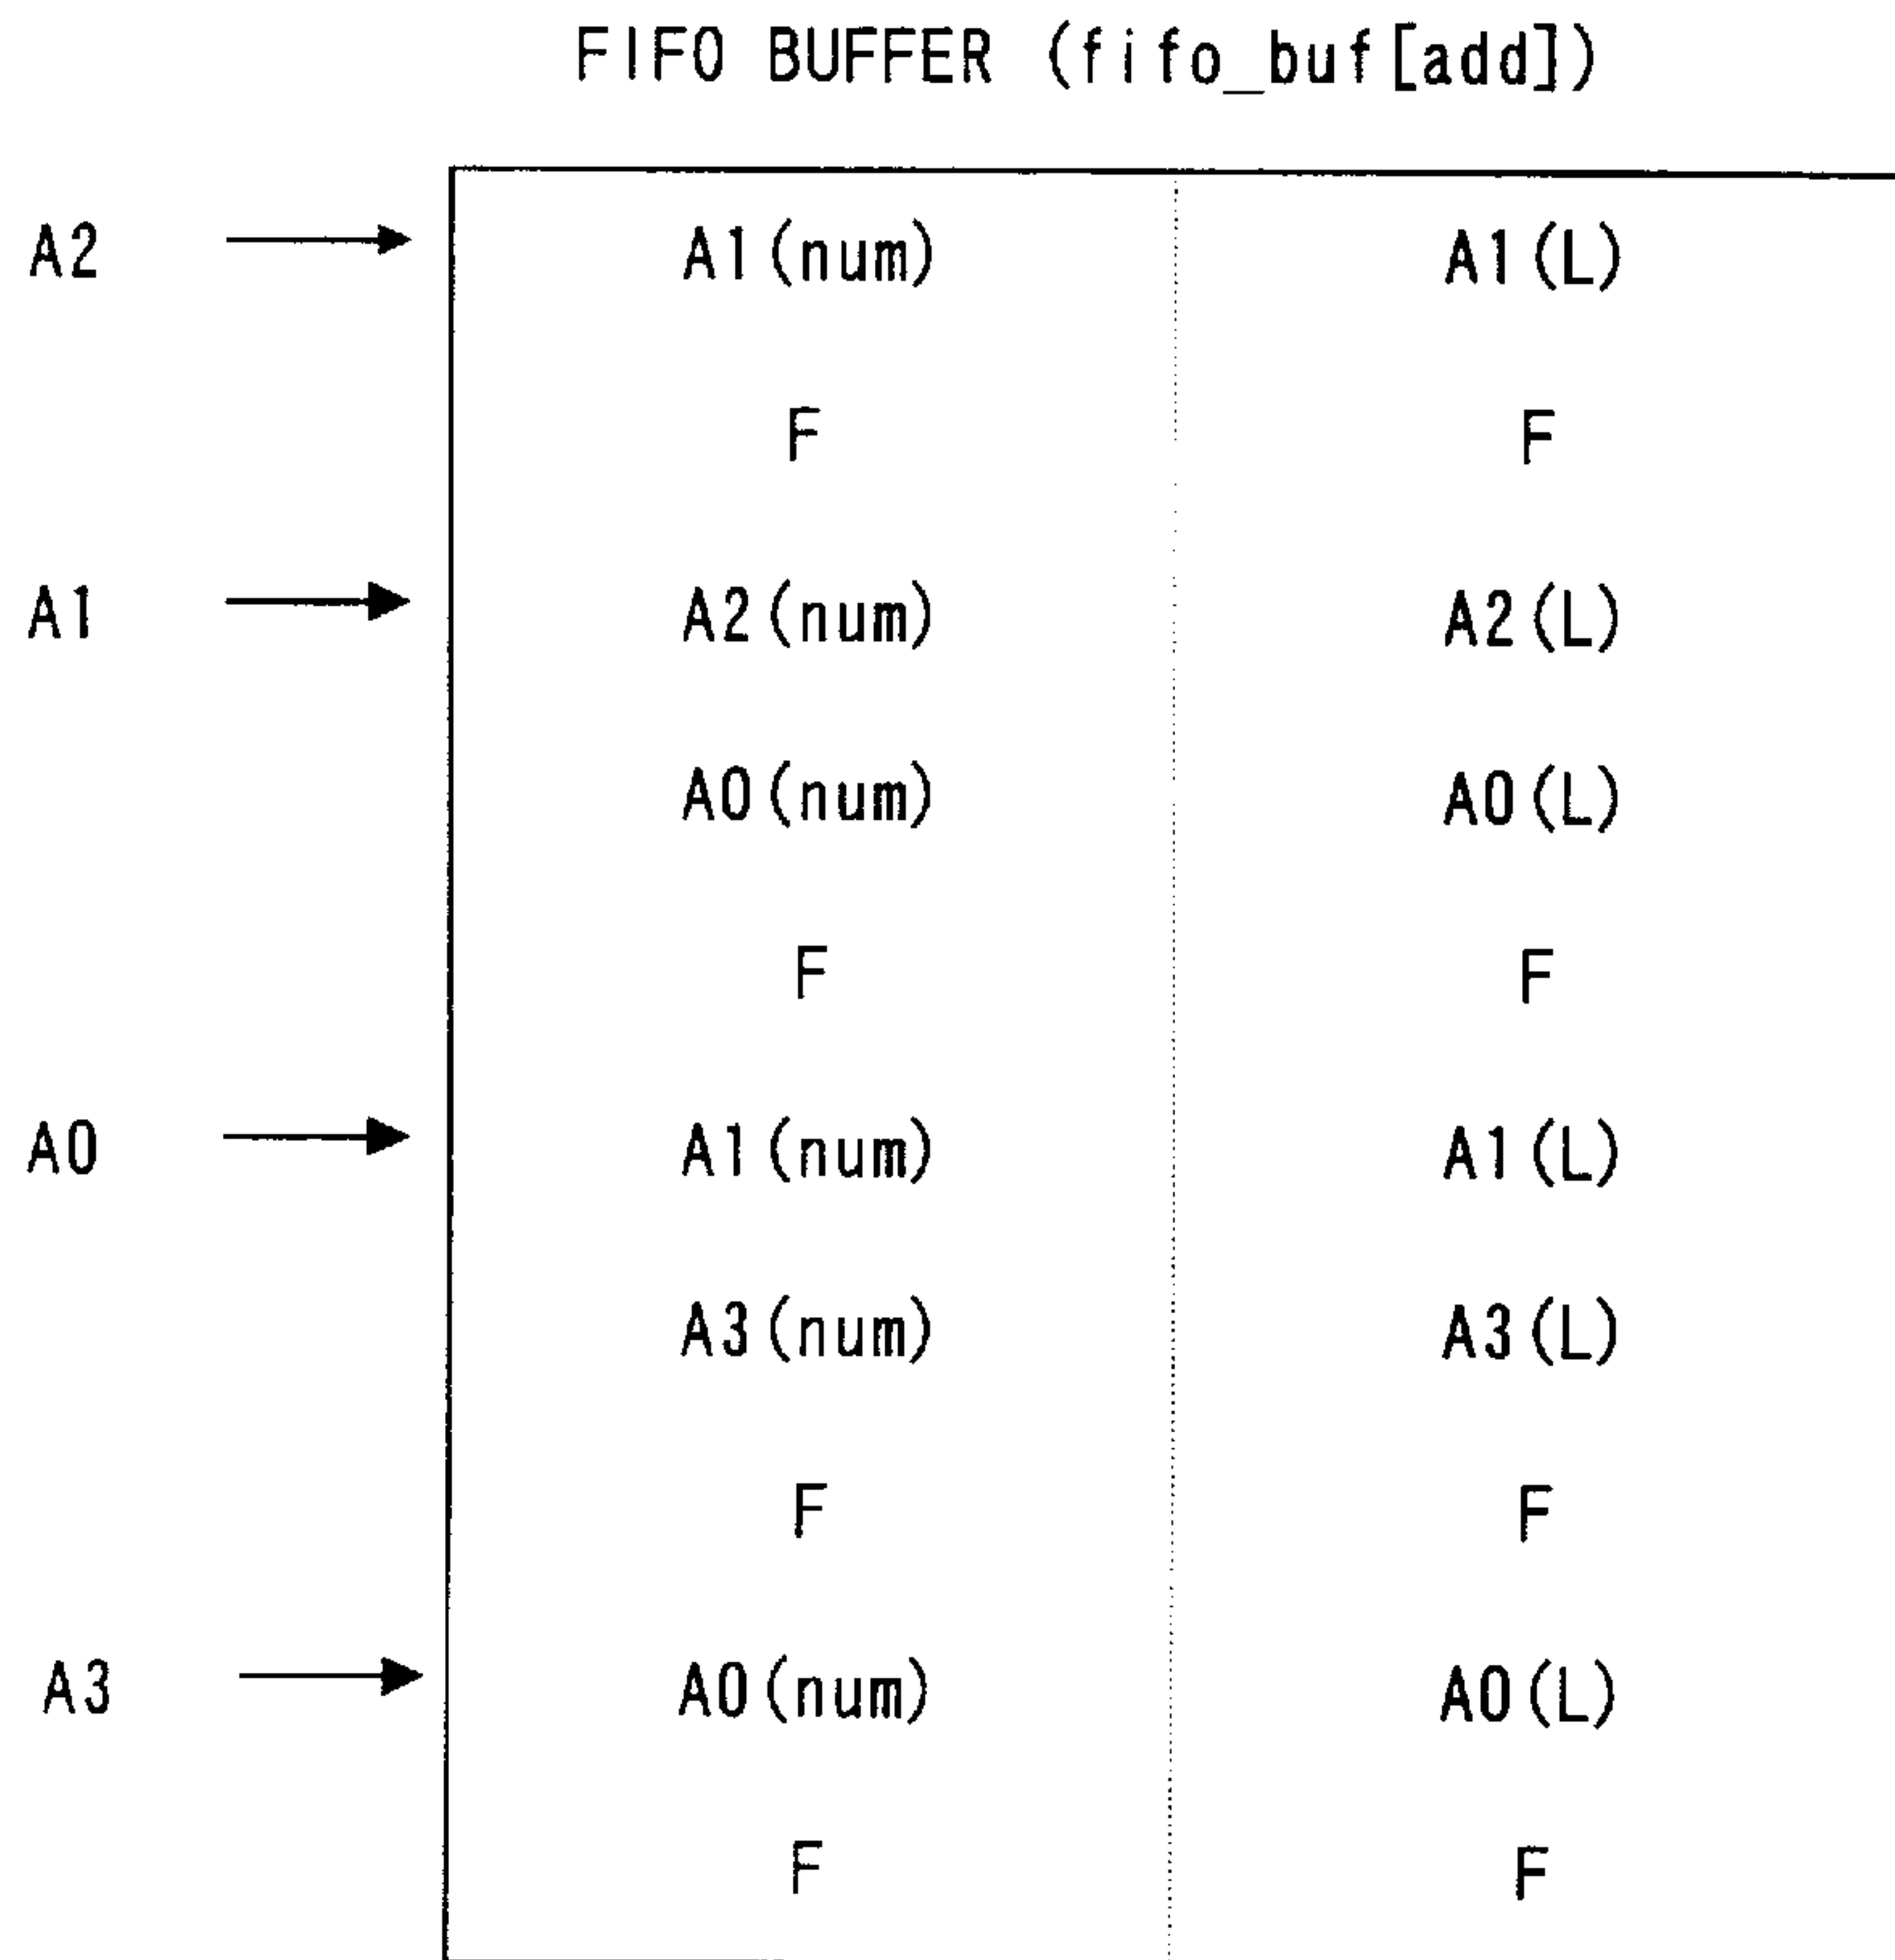 FIFO BUFFER (fifo_buf[add])
A2 A1(num) A1(L)
F F
A1 A2(num) A2(L)
A0(num) A0(L)
F F
A0 A1(num) A1(L)
A3(num) A3(L)
F F
A3 A0(num) A0(L)
F F